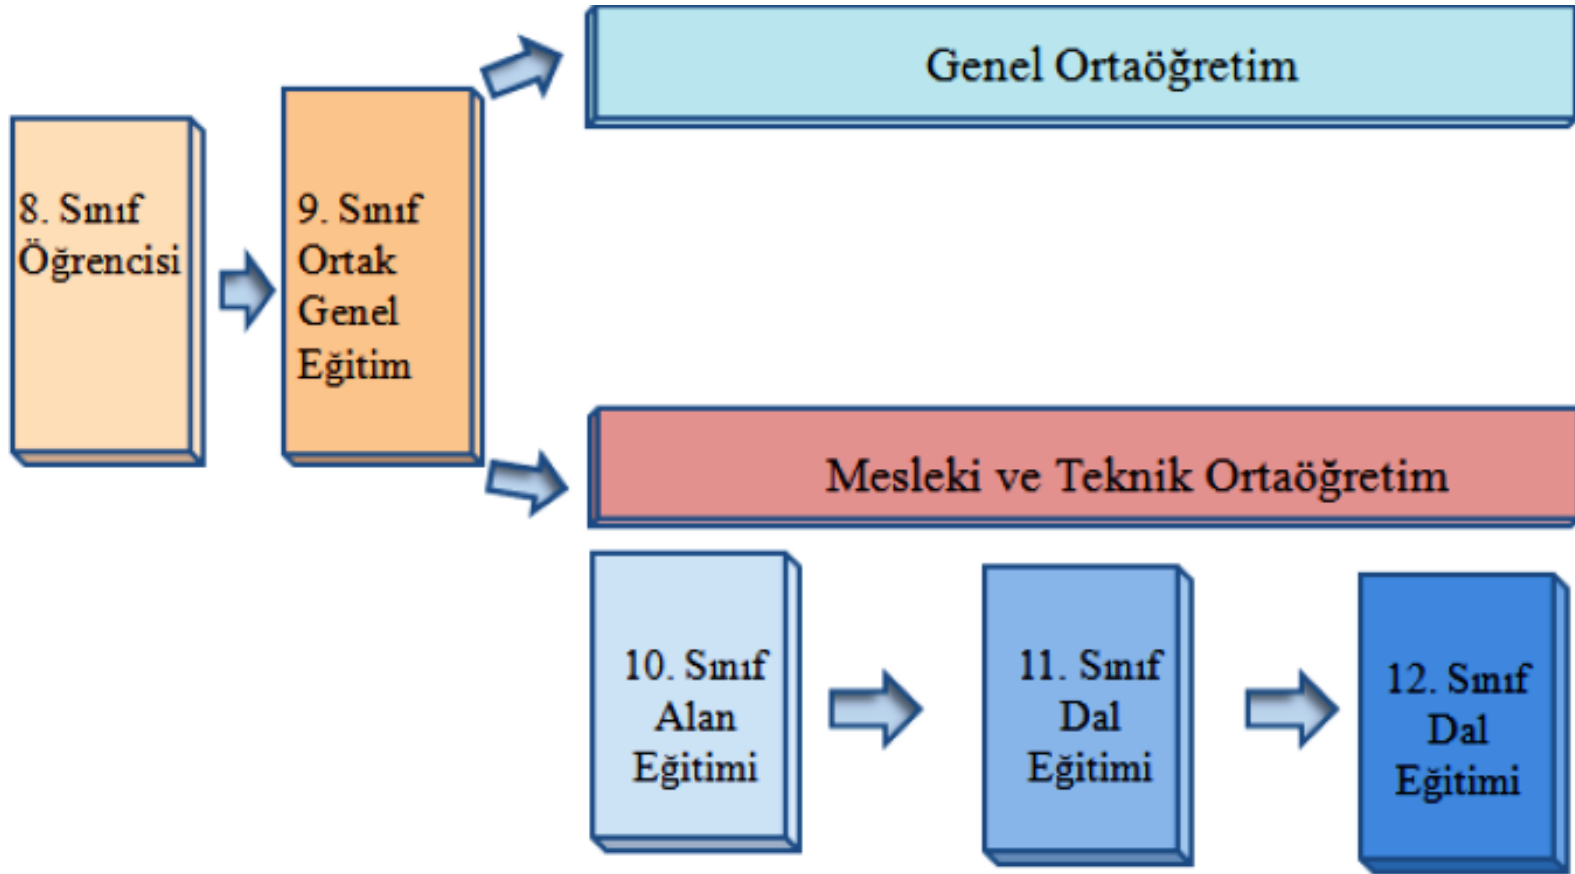 Genel Ortaöğretim
8. Sınıf
Öğrencisi
9. Sınıf
Ortak
Genel
Eğitim
Mesleki ve Teknik Ortaöğretim
10. Sınıf
Alan
Eğitimi
11. Sınıf
Dal
Eğitimi
12. Sınıf
Dal
Eğitimi